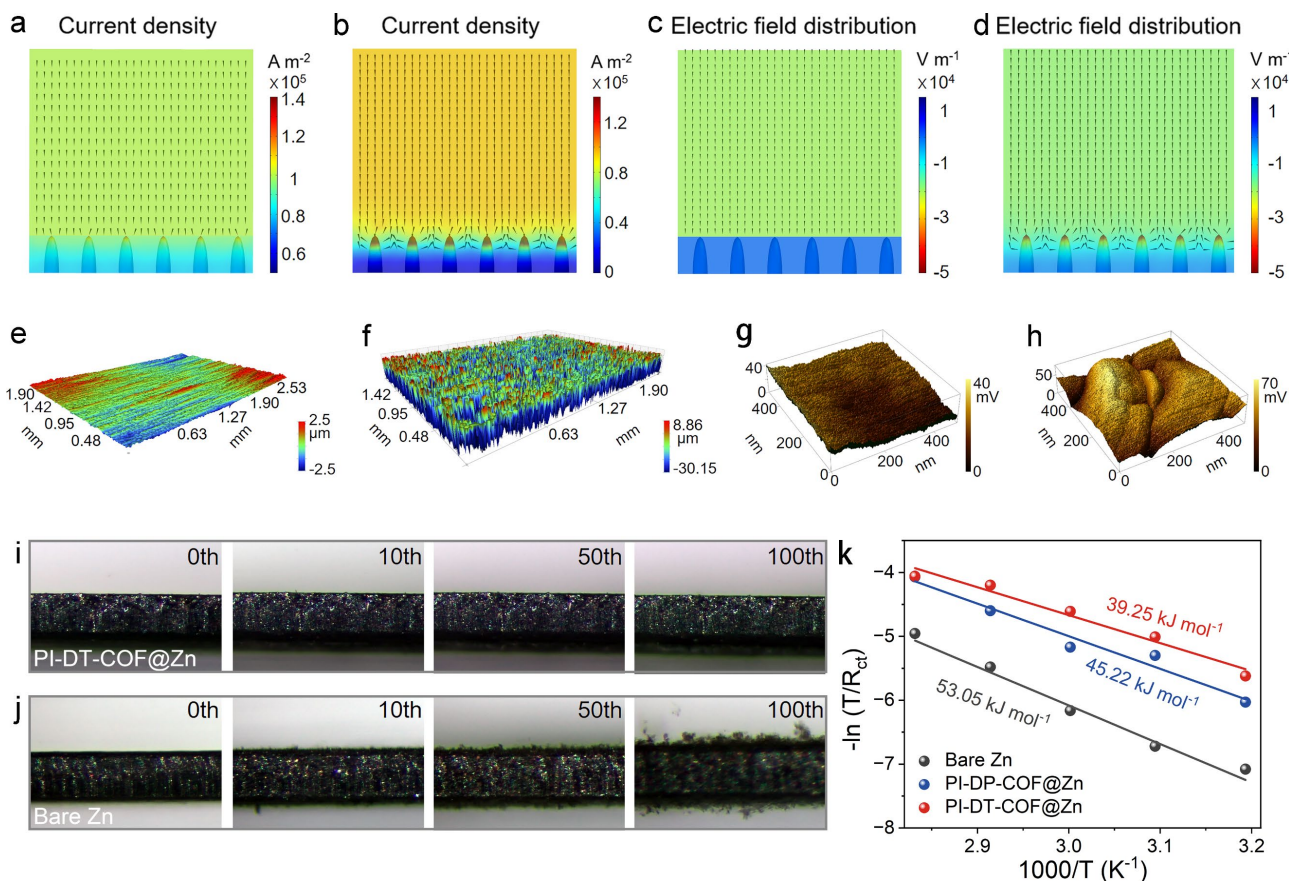 a Current density
A m⁻²
×10⁵
1.4
1.2
1
0.8
0.6
b Current density
A m⁻²
×10⁵
1.2
1
0.8
0.4
0
c Electric field distribution
V m⁻¹
×10⁴
1
-1
-3
-5
d Electric field distribution
V m⁻¹
×10⁴
1
-1
-3
-5
e
1.90
1.42
0.95
0.48
mm
0.63
1.27
1.90
2.53
mm
2.5
µm
-2.5
f
1.42
0.95
0.48
mm
0.63
1.27
1.90
mm
8.86
µm
-30.15
g
40
0
400
200
0
nm
0
200
400
nm
40
mV
0
h
50
0
400
200
0
nm
0
200
400
nm
70
mV
0
i
0th
10th
50th
100th
PI-DT-COF@Zn
j
0th
10th
50th
100th
Bare Zn
k
-ln (T/Rct)
−4
−5
−6
−7
−8
39.25 kJ mol⁻¹
45.22 kJ mol⁻¹
53.05 kJ mol⁻¹
Bare Zn
PI-DP-COF@Zn
PI-DT-COF@Zn
2.9
3.0
3.1
3.2
1000/T (K⁻¹)